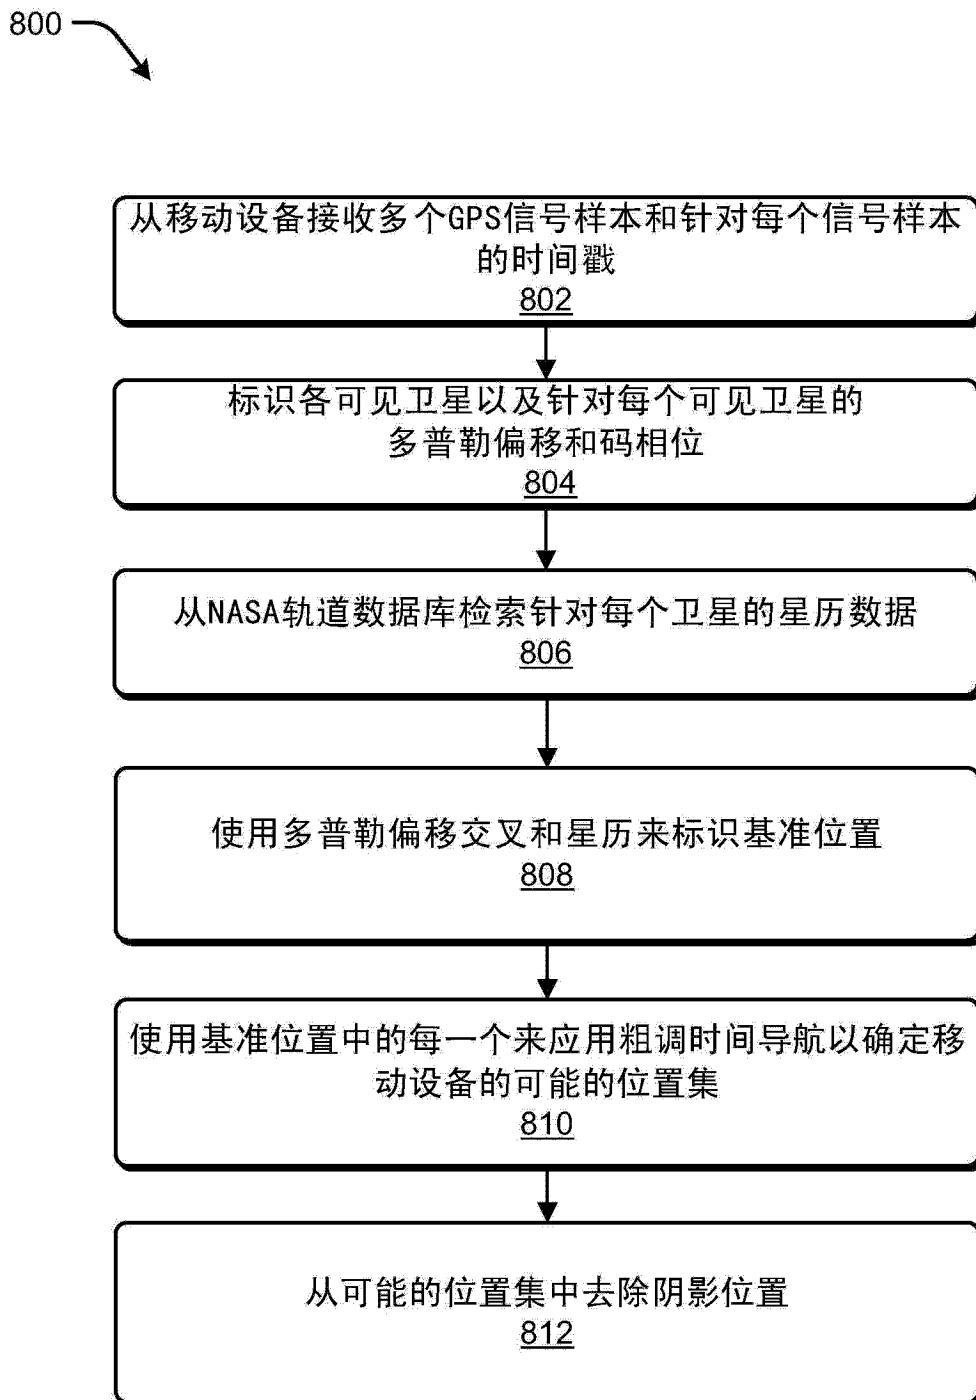 800
从移动设备接收多个GPS信号样本和针对每个信号样本
的时间戳
802
标识各可见卫星以及针对每个可见卫星的
多普勒偏移和码相位
804
从NASA轨道数据库检索针对每个卫星的星历数据
806
使用多普勒偏移交叉和星历来标识基准位置
808
使用基准位置中的每一个来应用粗调时间导航以确定移
动设备的可能的位置集
810
从可能的位置集中去除阴影位置
812